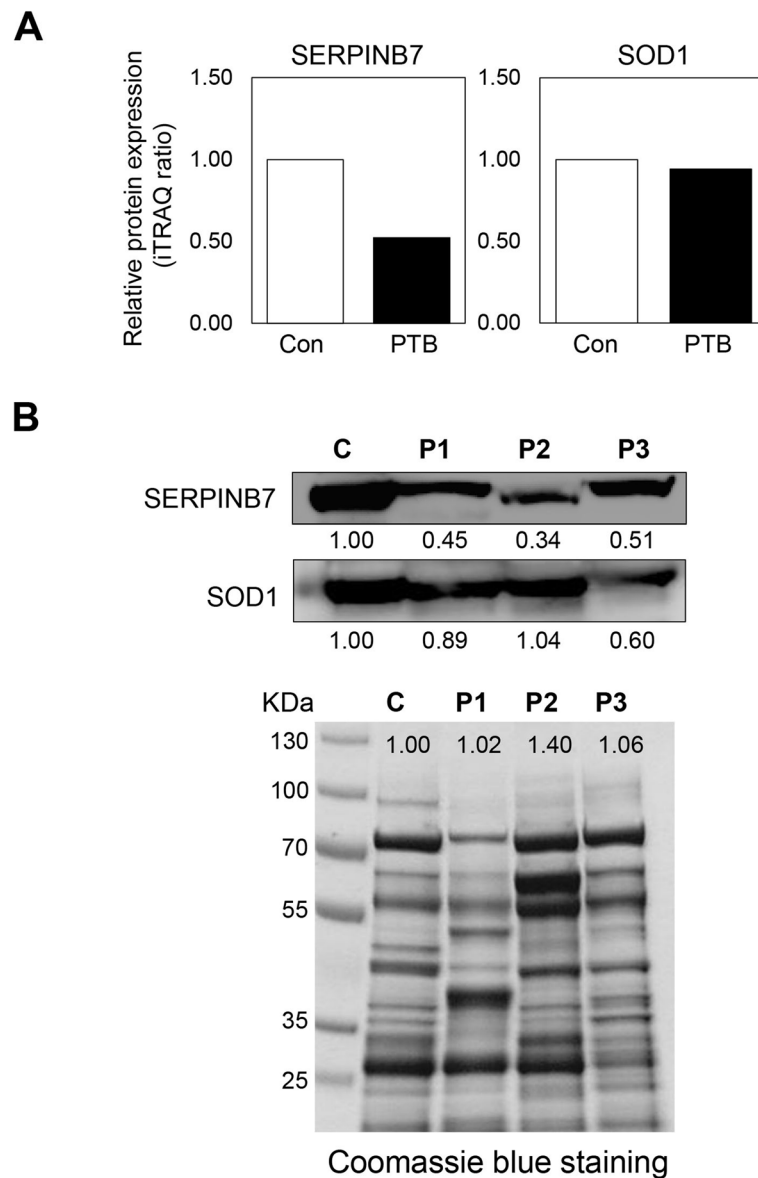 A
SERPINB7 SOD1
Relative protein expression
(iTRAQ ratio)
1.50 1.50
1.00 1.00
0.50 0.50
0.00 0.00
Con PTB Con PTB
B
C P1 P2 P3
SERPINB7
1.00 0.45 0.34 0.51
SOD1
1.00 0.89 1.04 0.60
KDa C P1 P2 P3
130 1.00 1.02 1.40 1.06
100
70
55
35
25
Coomassie blue staining